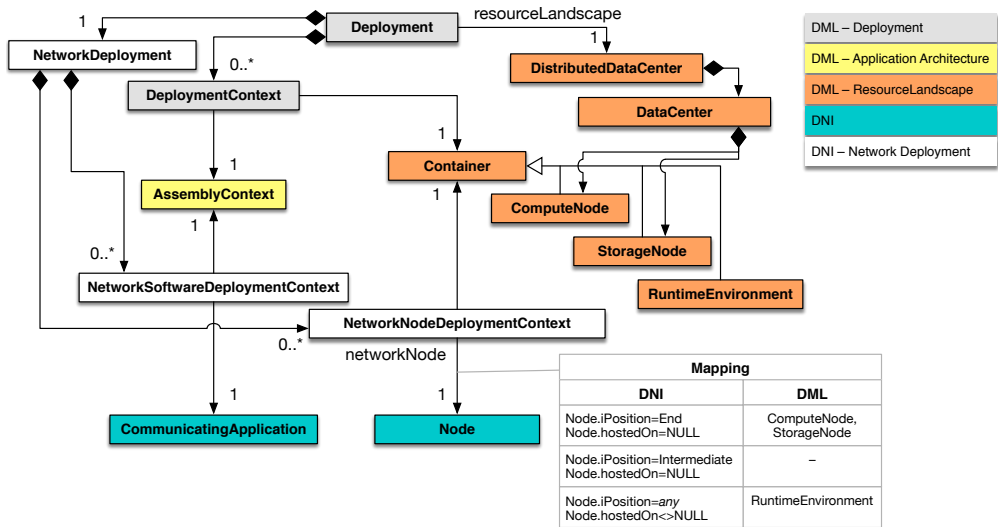 resourceLandscape
1
Deployment
1
NetworkDeployment
0..*
DeploymentContext
DistributedDataCenter
DataCenter
DML – Deployment
DML – Application Architecture
DML – ResourceLandscape
DNI
DNI – Network Deployment
1
Container
1
1
AssemblyContext
1
ComputeNode
StorageNode
RuntimeEnvironment
0..*
NetworkSoftwareDeploymentContext
NetworkNodeDeploymentContext
0..*
networkNode
1
CommunicatingApplication
1
Node
Mapping
DNI DML
Node.iPosition=End ComputeNode,
Node.hostedOn=NULL StorageNode
Node.iPosition=Intermediate –
Node.hostedOn=NULL
Node.iPosition=any RuntimeEnvironment
Node.hostedOn<>NULL